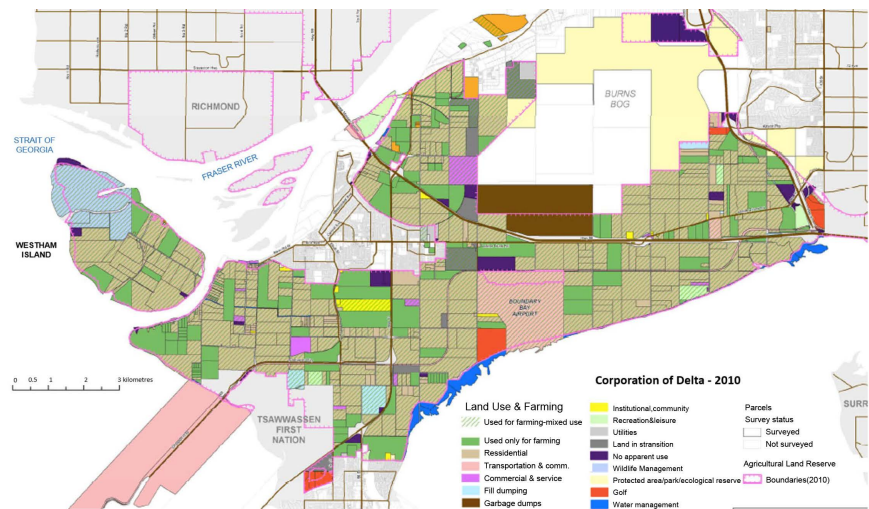 RICHMOND
BURNS
BOG
STRAIT OF
GEORGIA
FRASER RIVER
WESTHAM
ISLAND
BOUNDARY
BAY
AIRPORT
0 0.5 1 2 3 kilometres
TSAWWASSEN
FIRST
NATION
SURR
Corporation of Delta - 2010
Land Use & Farming
Used for farming-mixed use
Used only for farming
Residential
Transportation & comm.
Commercial & service
Fill dumping
Garbage dumps
Institutional,community
Recreation&leisure
Utilities
Land in stransition
No apparent use
Wildlife Management
Protected area/park/ecological reserve
Golf
Water management
Parcels
Survey status
Surveyed
Not surveyed
Agricultural Land Reserve
Boundaries(2010)